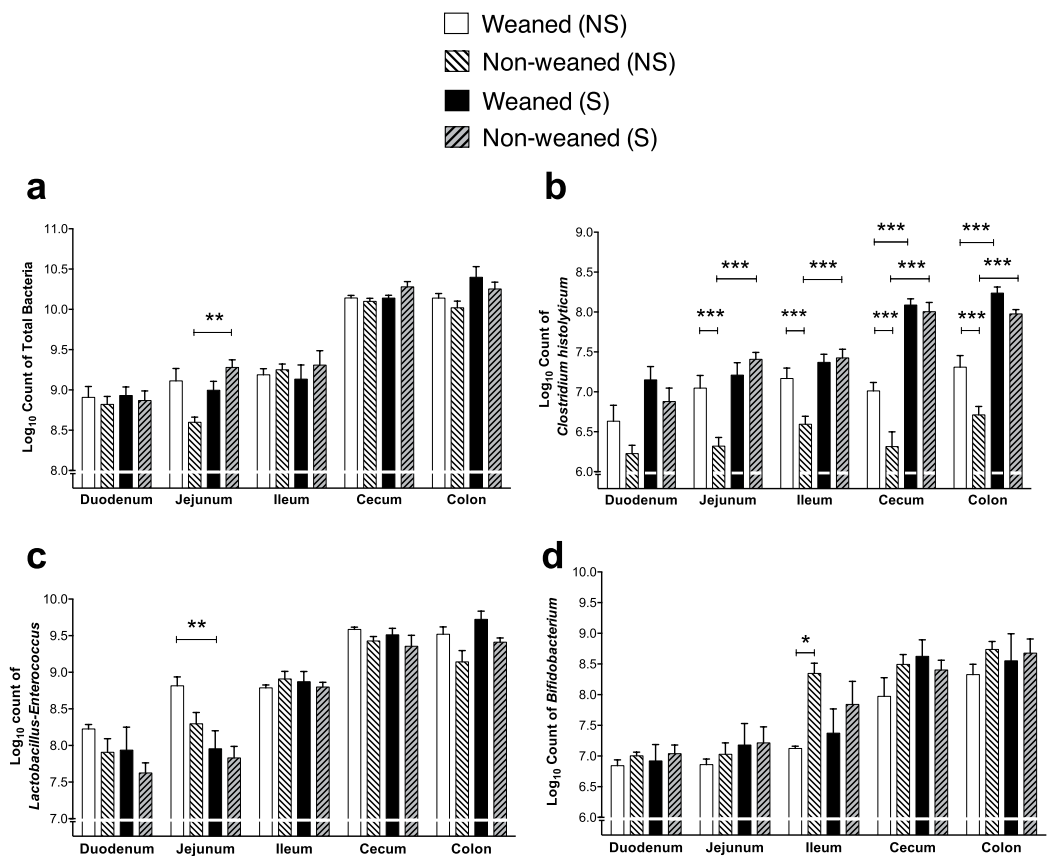 Weaned (NS)
Non-weaned (NS)
Weaned (S)
Non-weaned (S)
a
Log10 Count of Total Bacteria
11.0
10.5
10.0
9.5
9.0
8.5
8.0
**
Duodenum Jejunum Ileum Cecum Colon
b
Log10 Count of
Clostridium histolyticum
9.0
8.5
8.0
7.5
7.0
6.5
6.0
*** ***
*** *** *** ***
*** *** *** ***
Duodenum Jejunum Ileum Cecum Colon
c
Log10 count of
Lactobacillus-Enterococcus
10.0
9.5
9.0
8.5
8.0
7.5
7.0
**
Duodenum Jejunum Ileum Cecum Colon
d
Log10 Count of Bifidobacterium
10.0
9.5
9.0
8.5
8.0
7.5
7.0
6.5
6.0
*
Duodenum Jejunum Ileum Cecum Colon